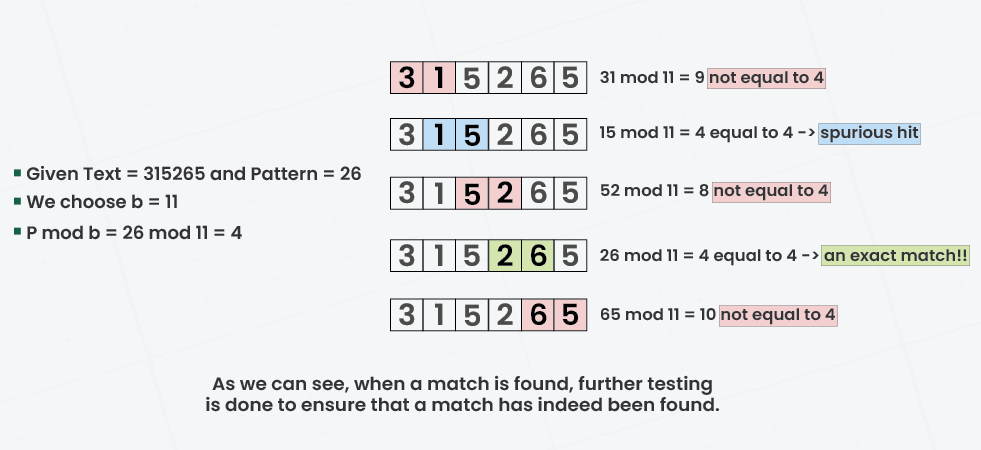 3 1 5 2 6 5 31 mod 11 = 9 not equal to 4
3 1 5 2 6 5 15 mod 11 = 4 equal to 4 -> spurious hit
▪ Given Text = 315265 and Pattern = 26
3 1 5 2 6 5 52 mod 11 = 8 not equal to 4
▪ We choose b = 11
▪ P mod b = 26 mod 11 = 4
3 1 5 2 6 5 26 mod 11 = 4 equal to 4 -> an exact match!!
3 1 5 2 6 5 65 mod 11 = 10 not equal to 4
As we can see, when a match is found, further testing
is done to ensure that a match has indeed been found.